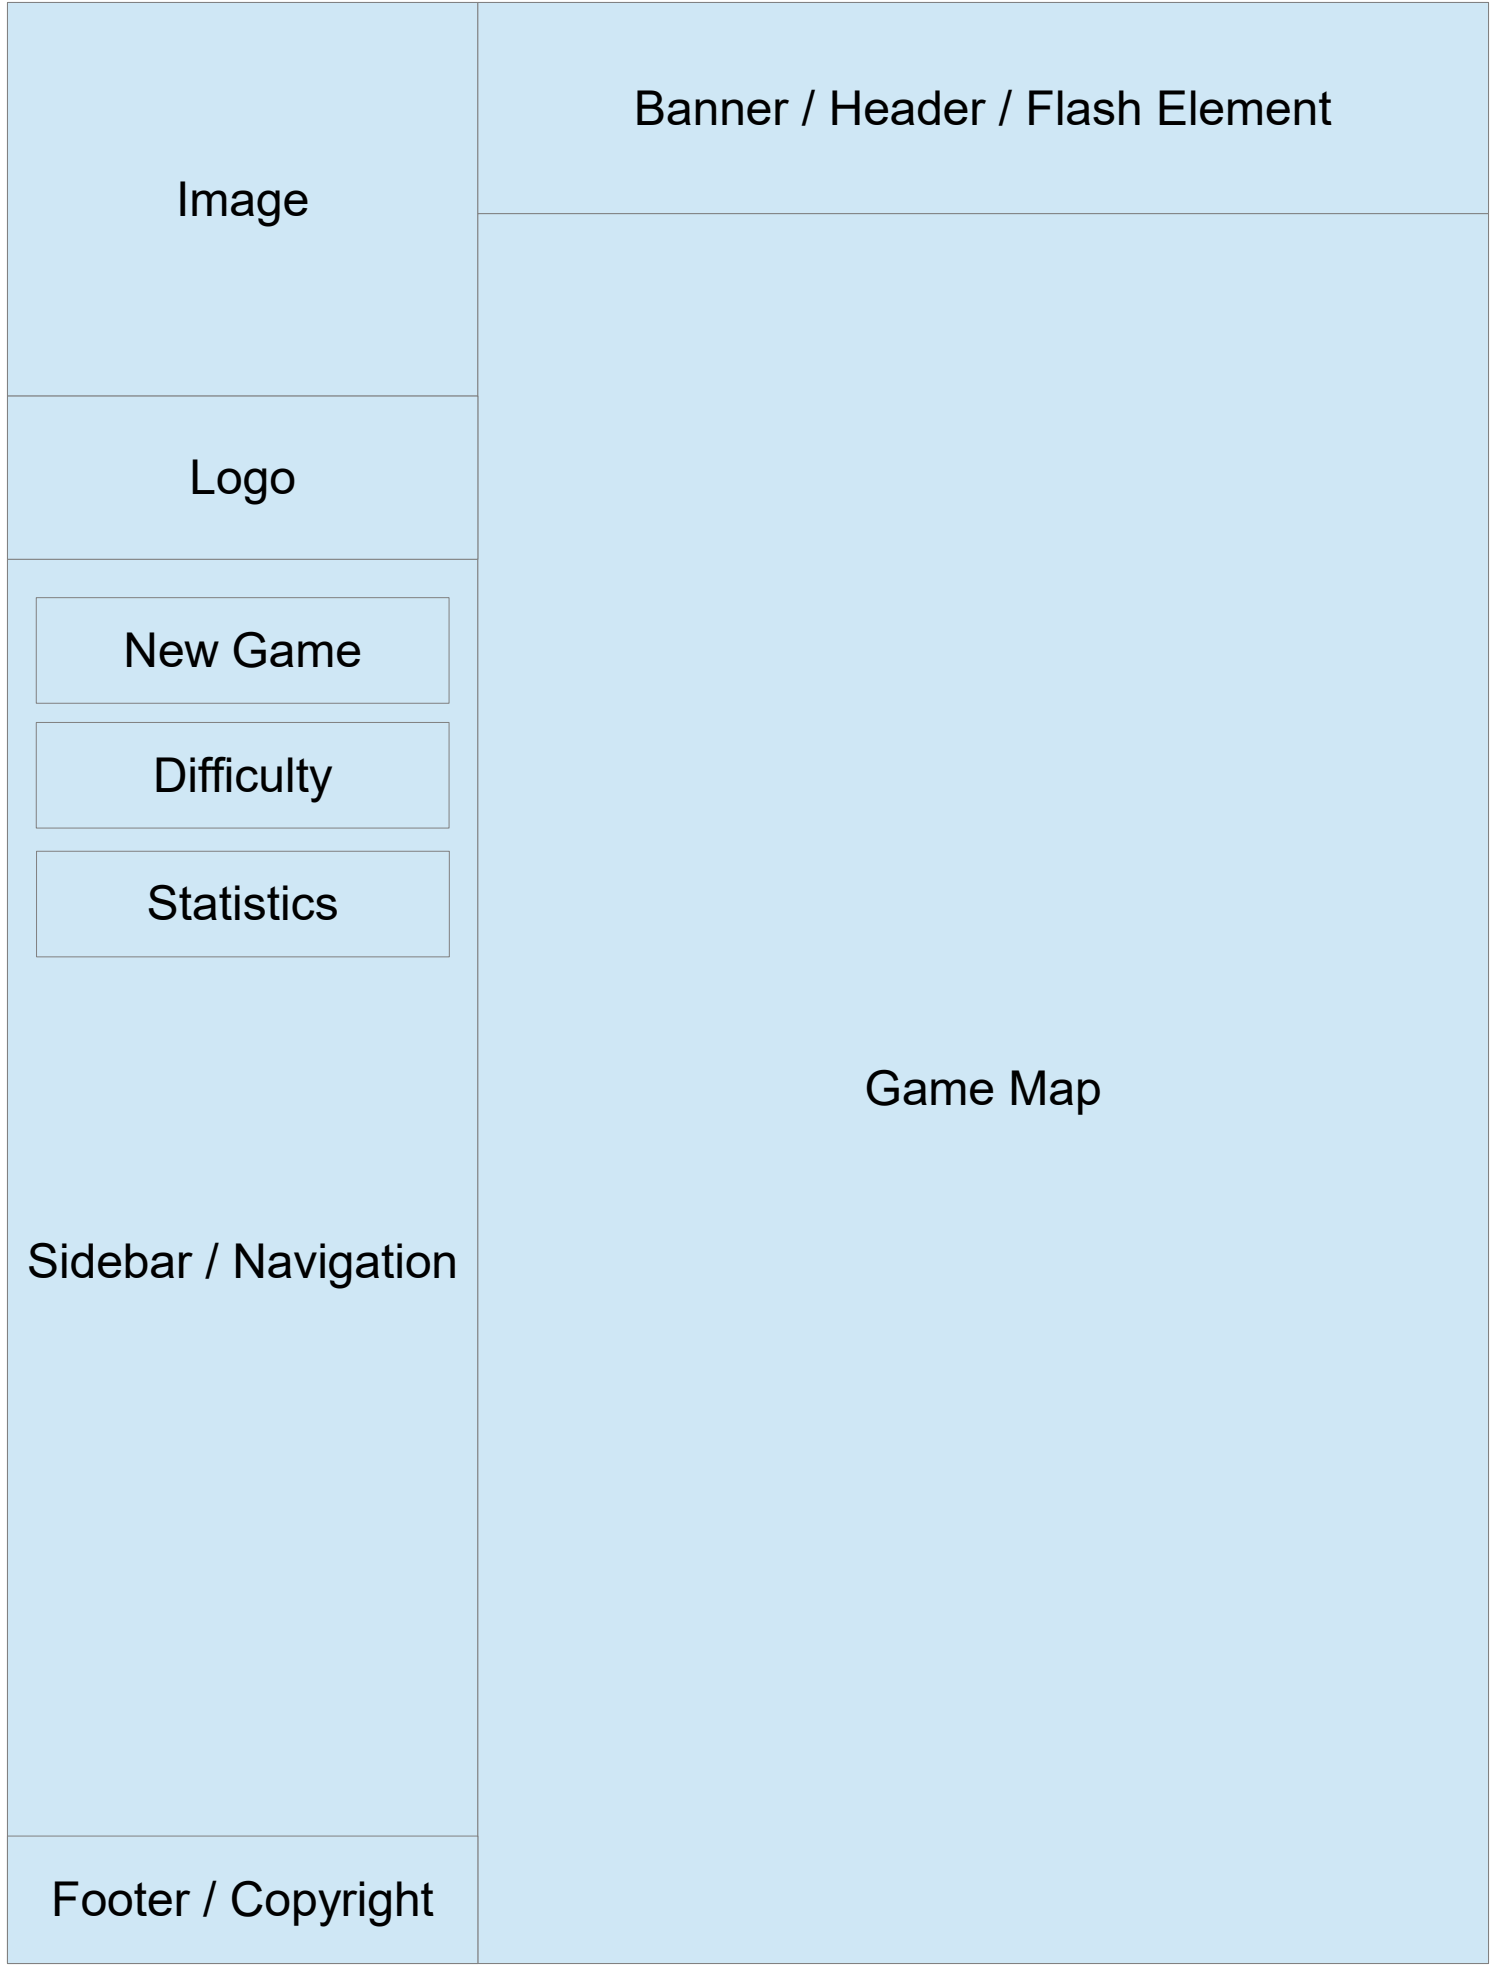 Image
Banner / Header / Flash Element
Logo
New Game
Difficulty
Statistics
Sidebar / Navigation
Footer / Copyright
Game Map